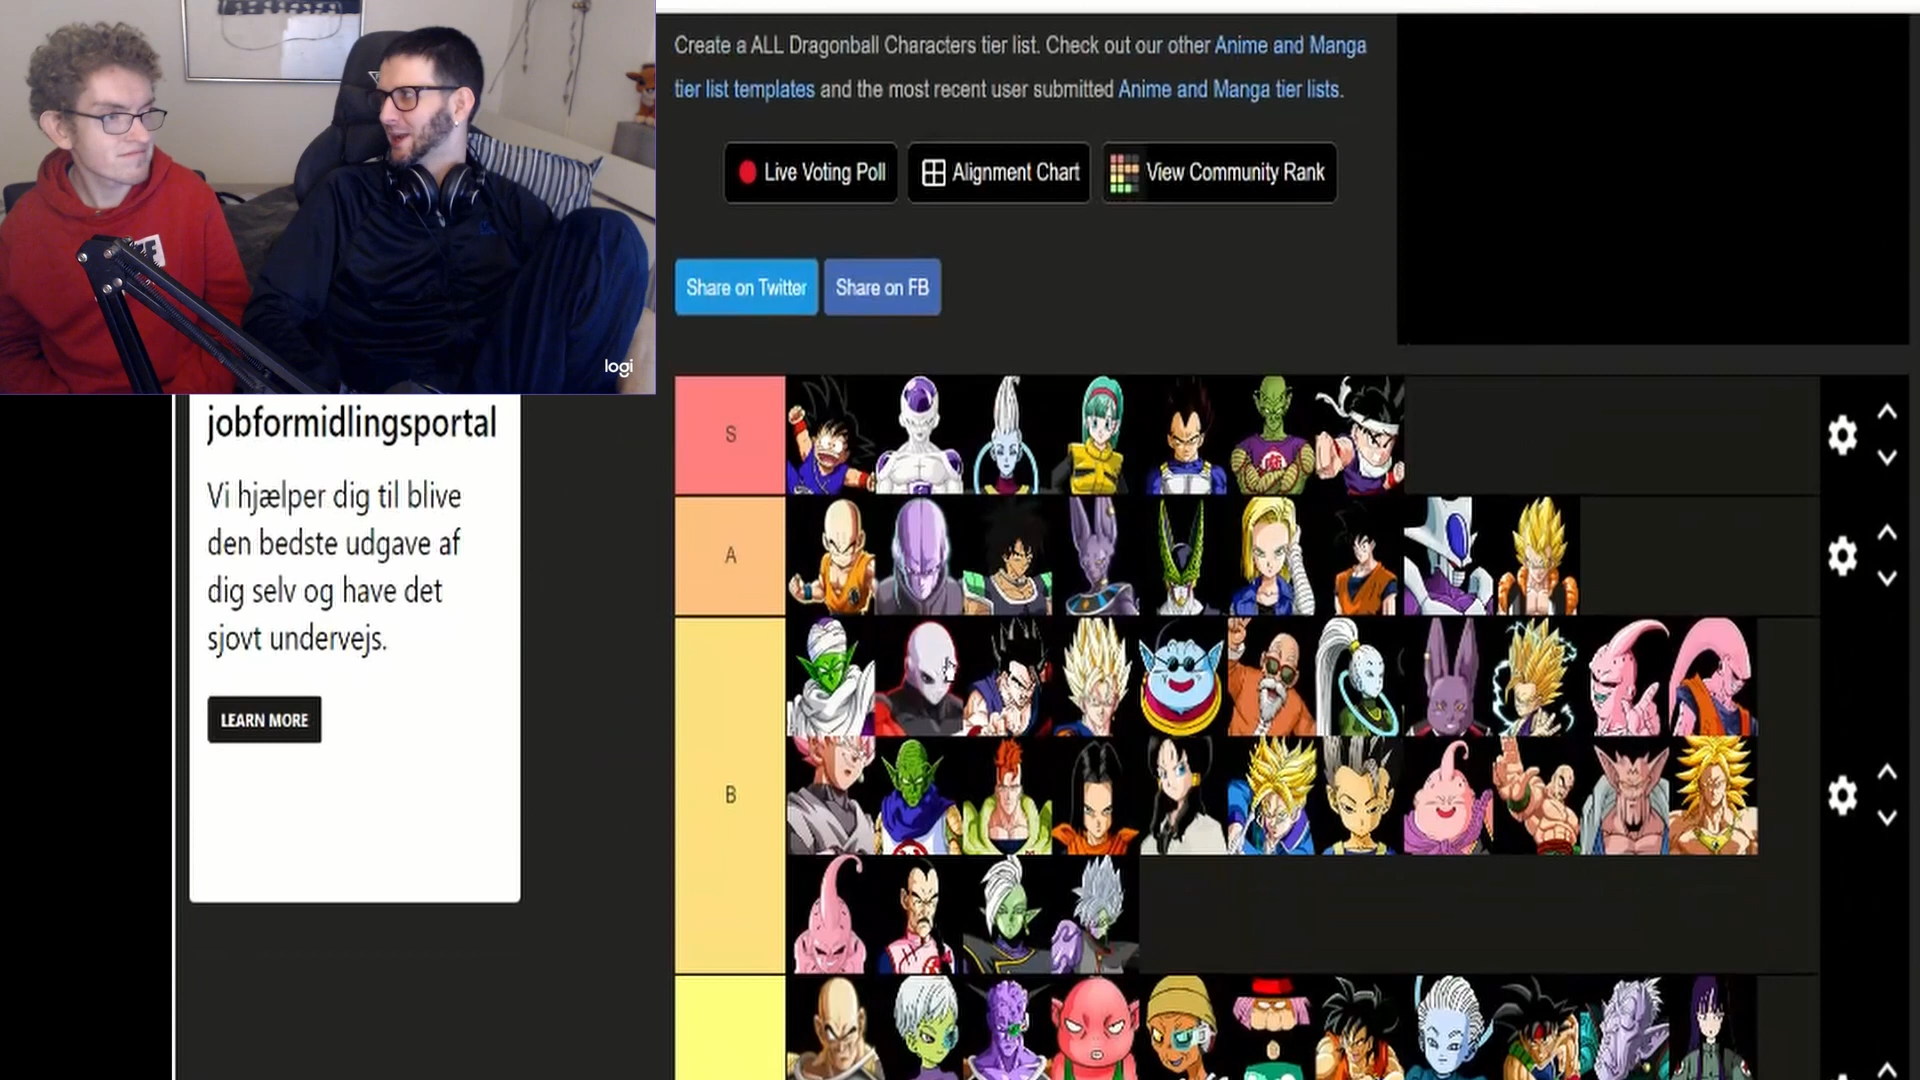 Create a ALL Dragonball Characters tier list. Check out our other Anime and Manga
tier list templates and the most recent user submitted Anime and Manga tier lists.
Live Voting Poll
Alignment Chart
View Community Rank
Share on Twitter
Share on FB
logi
jobformidlingsportal
Vi hjælper dig til blive
den bedste udgave af
dig selv og have det
sjovt undervejs.
LEARN MORE
S
A
B